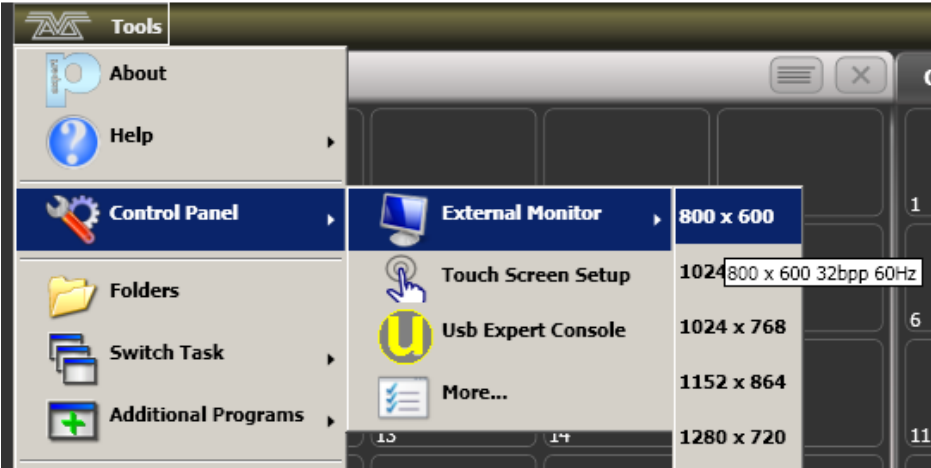 Tools
About
Help
Control Panel
Folders
Switch Task
Additional Programs
External Monitor
Touch Screen Setup
Usb Expert Console
More...
800 x 600
1024
800 x 600 32bpp 60Hz
1024 x 768
1152 x 864
1280 x 720
1
6
11
13
14